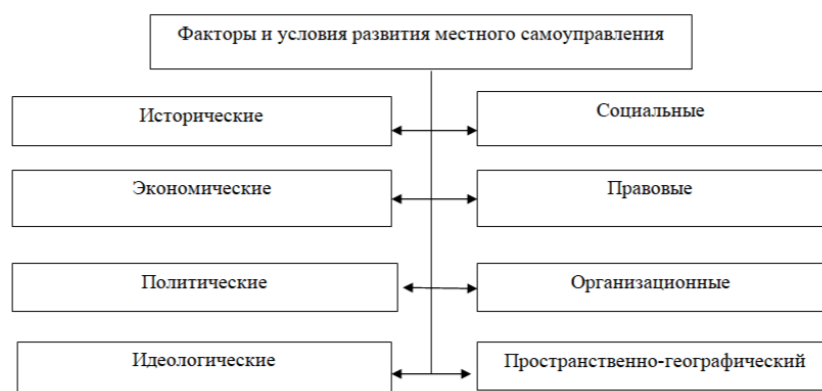 Факторы и условия развития местного самоуправления
Исторические
Социальные
Экономические
Правовые
Политические
Организационные
Идеологические
Пространственно-географический